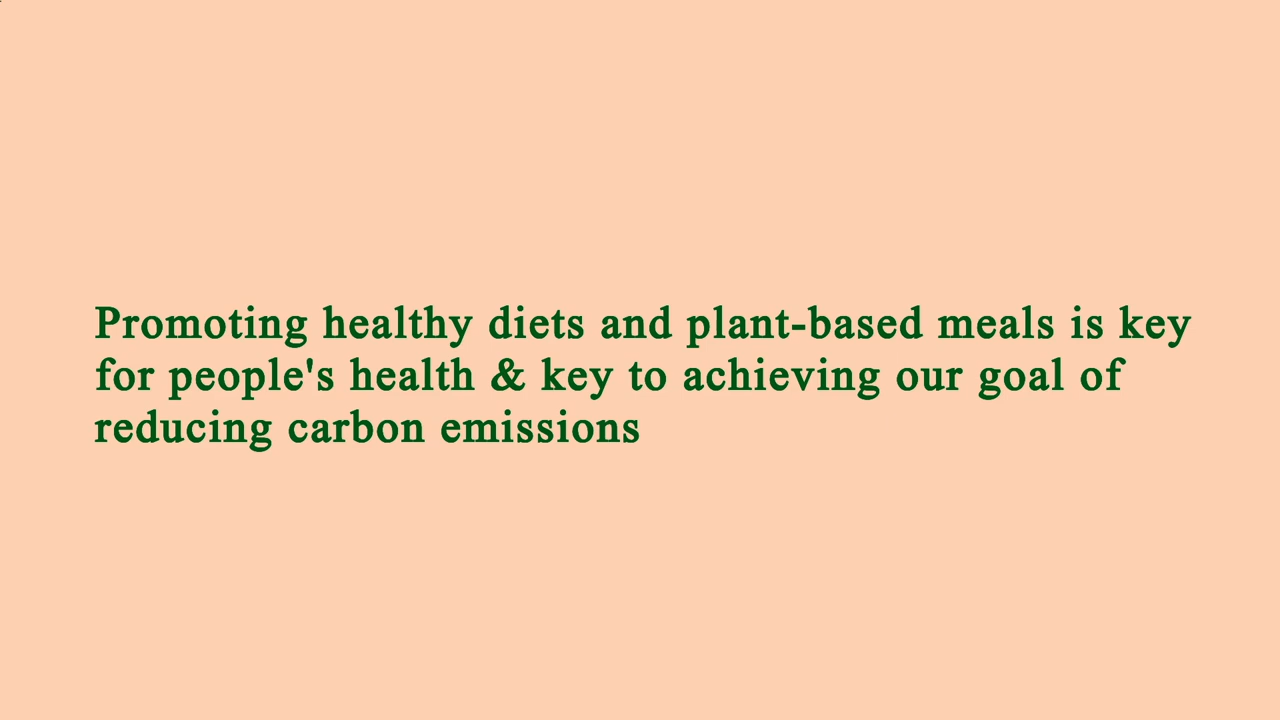 Promoting healthy diets and plant-based meals is key
for people's health & key to achieving our goal of
reducing carbon emissions